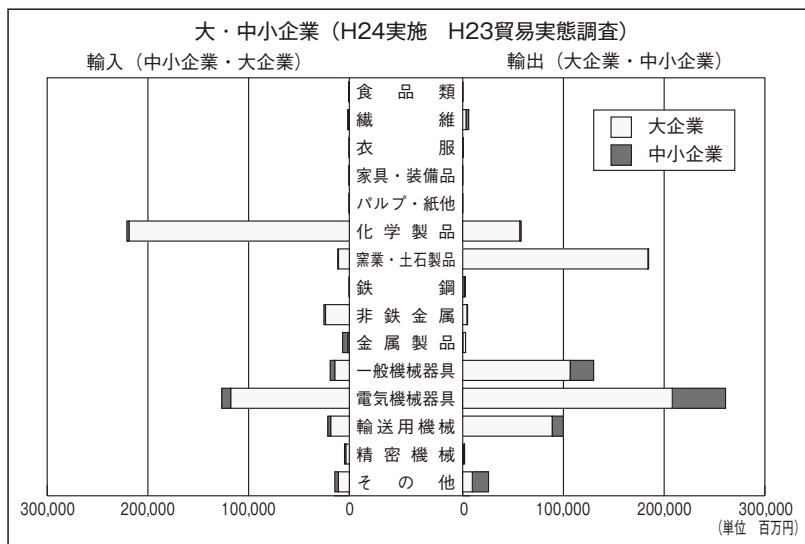 大・中小企業（H24実施　H23貿易実態調査）
輸入（中小企業・大企業）
輸出（大企業・中小企業）
大企業
中小企業
食品類
繊維
衣服
家具・装備品
パルプ・紙他
化学製品
窯業・土石製品
鉄鋼
非鉄金属
金属製品
一般機械器具
電気機械器具
輸送用機械
精密機械
その他
300,000 200,000 100,000 0 0 100,000 200,000 300,000
（単位　百万円）